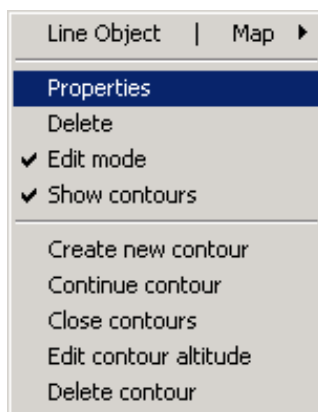 Line Object | Map
Properties
Delete
Edit mode
Show contours
Create new contour
Continue contour
Close contours
Edit contour altitude
Delete contour